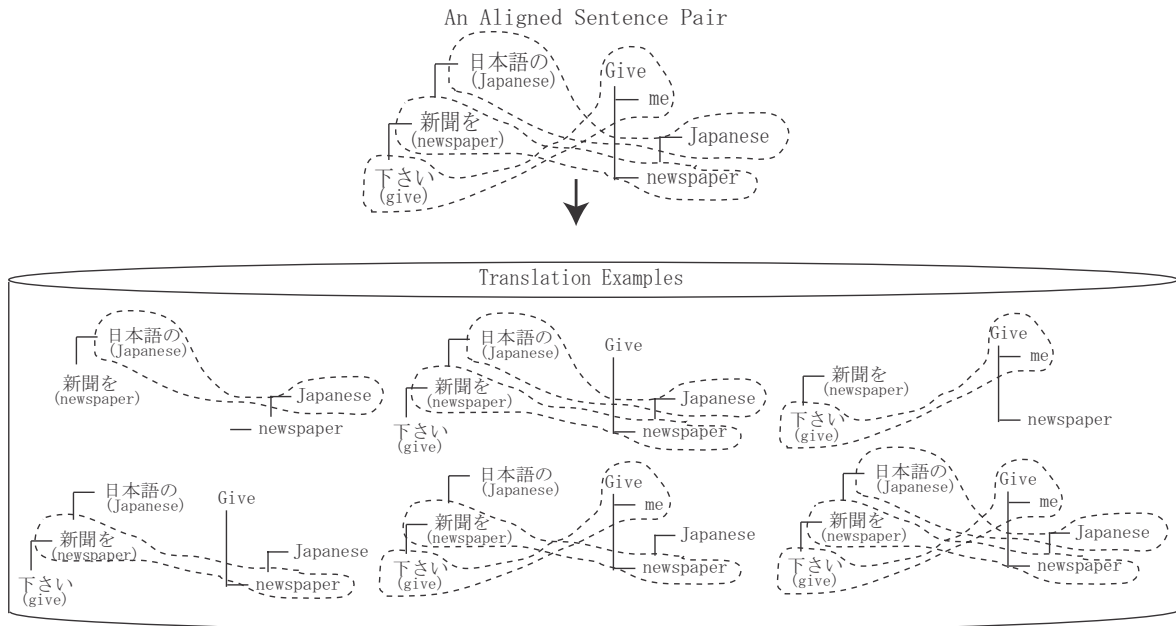 An Aligned Sentence Pair
日本語の
(Japanese)
新聞を
(newspaper)
下さい
(give)
Give
me
Japanese
newspaper
Translation Examples
日本語の
(Japanese)
新聞を
(newspaper)
Japanese
newspaper
日本語の
(Japanese)
新聞を
(newspaper)
下さい
(give)
Give
Japanese
newspaper
新聞を
(newspaper)
下さい
(give)
Give
me
newspaper
日本語の
(Japanese)
新聞を
(newspaper)
下さい
(give)
Give
Japanese
newspaper
日本語の
(Japanese)
新聞を
(newspaper)
下さい
(give)
Give
me
Japanese
newspaper
日本語の
(Japanese)
新聞を
(newspaper)
下さい
(give)
Give
me
Japanese
newspaper